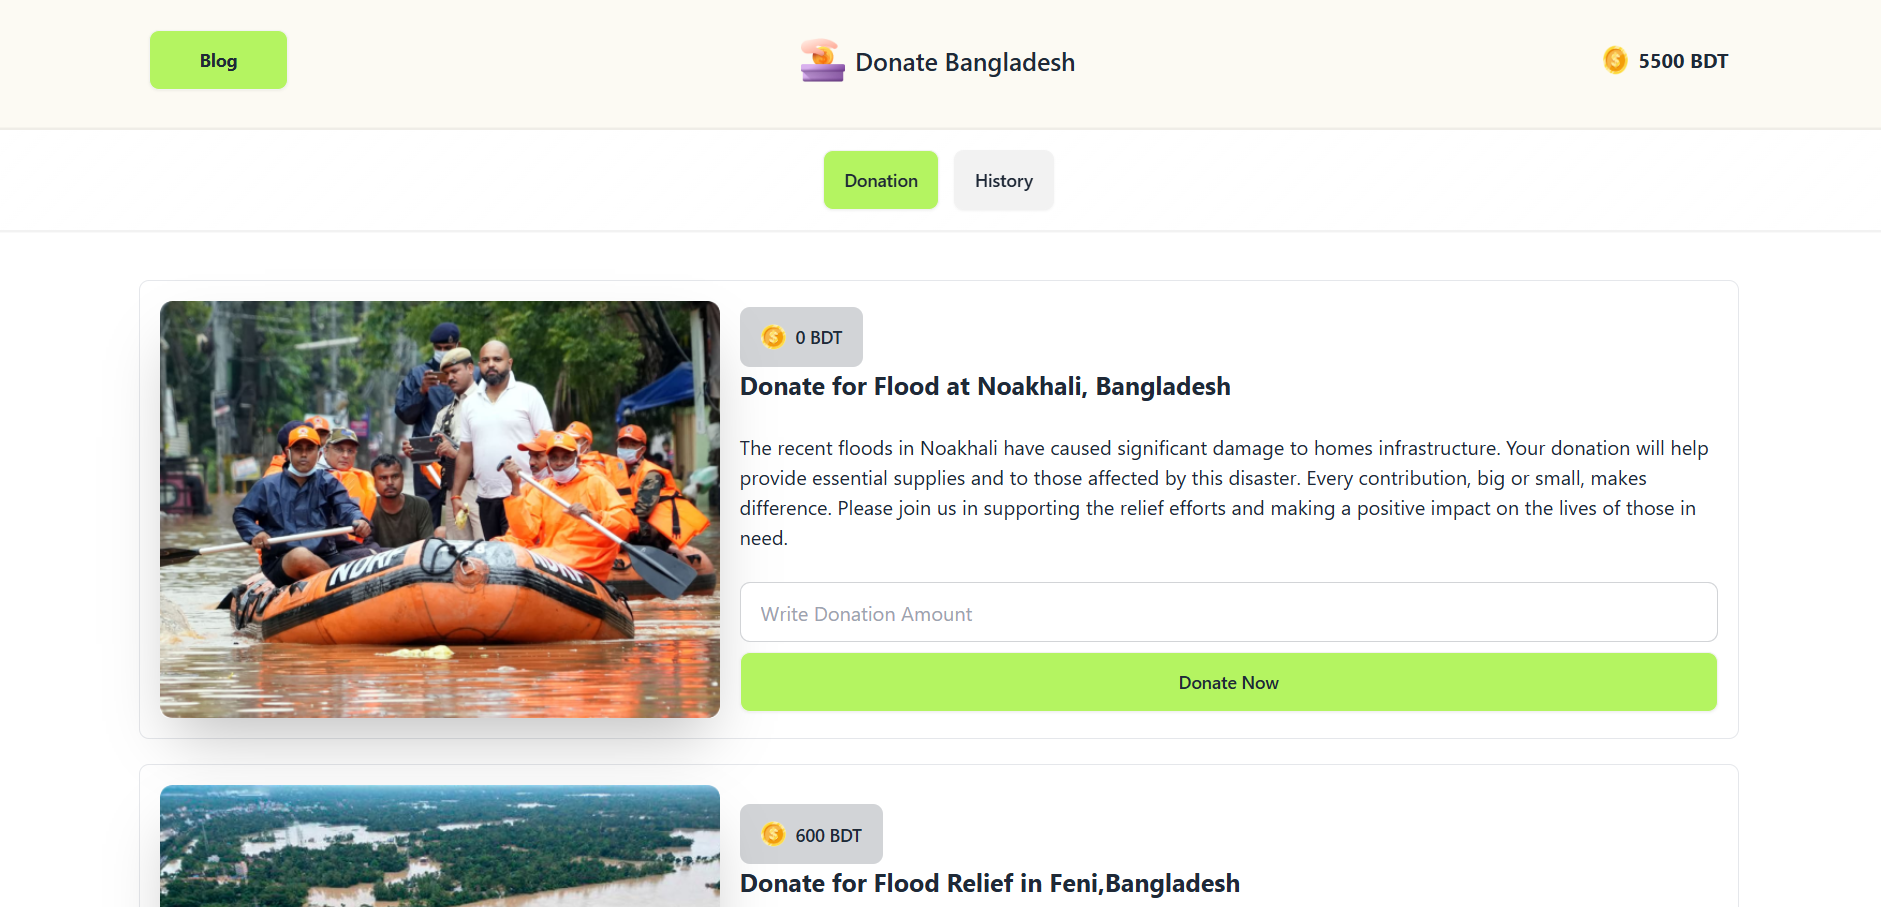 Blog
Donate Bangladesh
5500 BDT
Donation
History
0 BDT
Donate for Flood at Noakhali, Bangladesh
The recent floods in Noakhali have caused significant damage to homes infrastructure. Your donation will help
provide essential supplies and to those affected by this disaster. Every contribution, big or small, makes
difference. Please join us in supporting the relief efforts and making a positive impact on the lives of those in
need.
Write Donation Amount
Donate Now
NDRF
NDRF
600 BDT
Donate for Flood Relief in Feni,Bangladesh